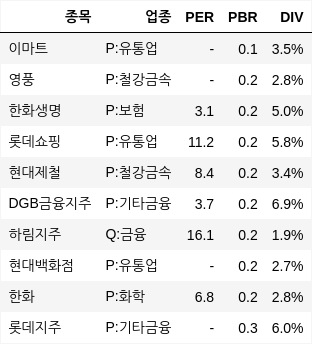 종목 업종 PER PBR DIV
이마트 P:유통업 - 0.1 3.5%
영풍 P:철강금속 - 0.2 2.8%
한화생명 P:보험 3.1 0.2 5.0%
롯데쇼핑 P:유통업 11.2 0.2 5.8%
현대제철 P:철강금속 8.4 0.2 3.4%
DGB금융지주 P:기타금융 3.7 0.2 6.9%
하림지주 Q:금융 16.1 0.2 1.9%
현대백화점 P:유통업 - 0.2 2.7%
한화 P:화학 6.8 0.2 2.8%
롯데지주 P:기타금융 - 0.3 6.0%